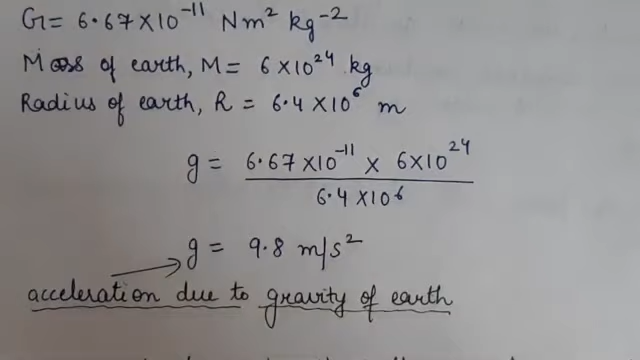 G = 6.67 X 10⁻¹¹ Nm² kg⁻²
Mass of earth, M = 6 X 10²⁴ kg
Radius of earth, R = 6.4 X 10⁶ m
g = 6.67 X 10⁻¹¹ x 6 X 10²⁴
6.4 X 10⁶
g = 9.8 m/s²
acceleration due to gravity of earth